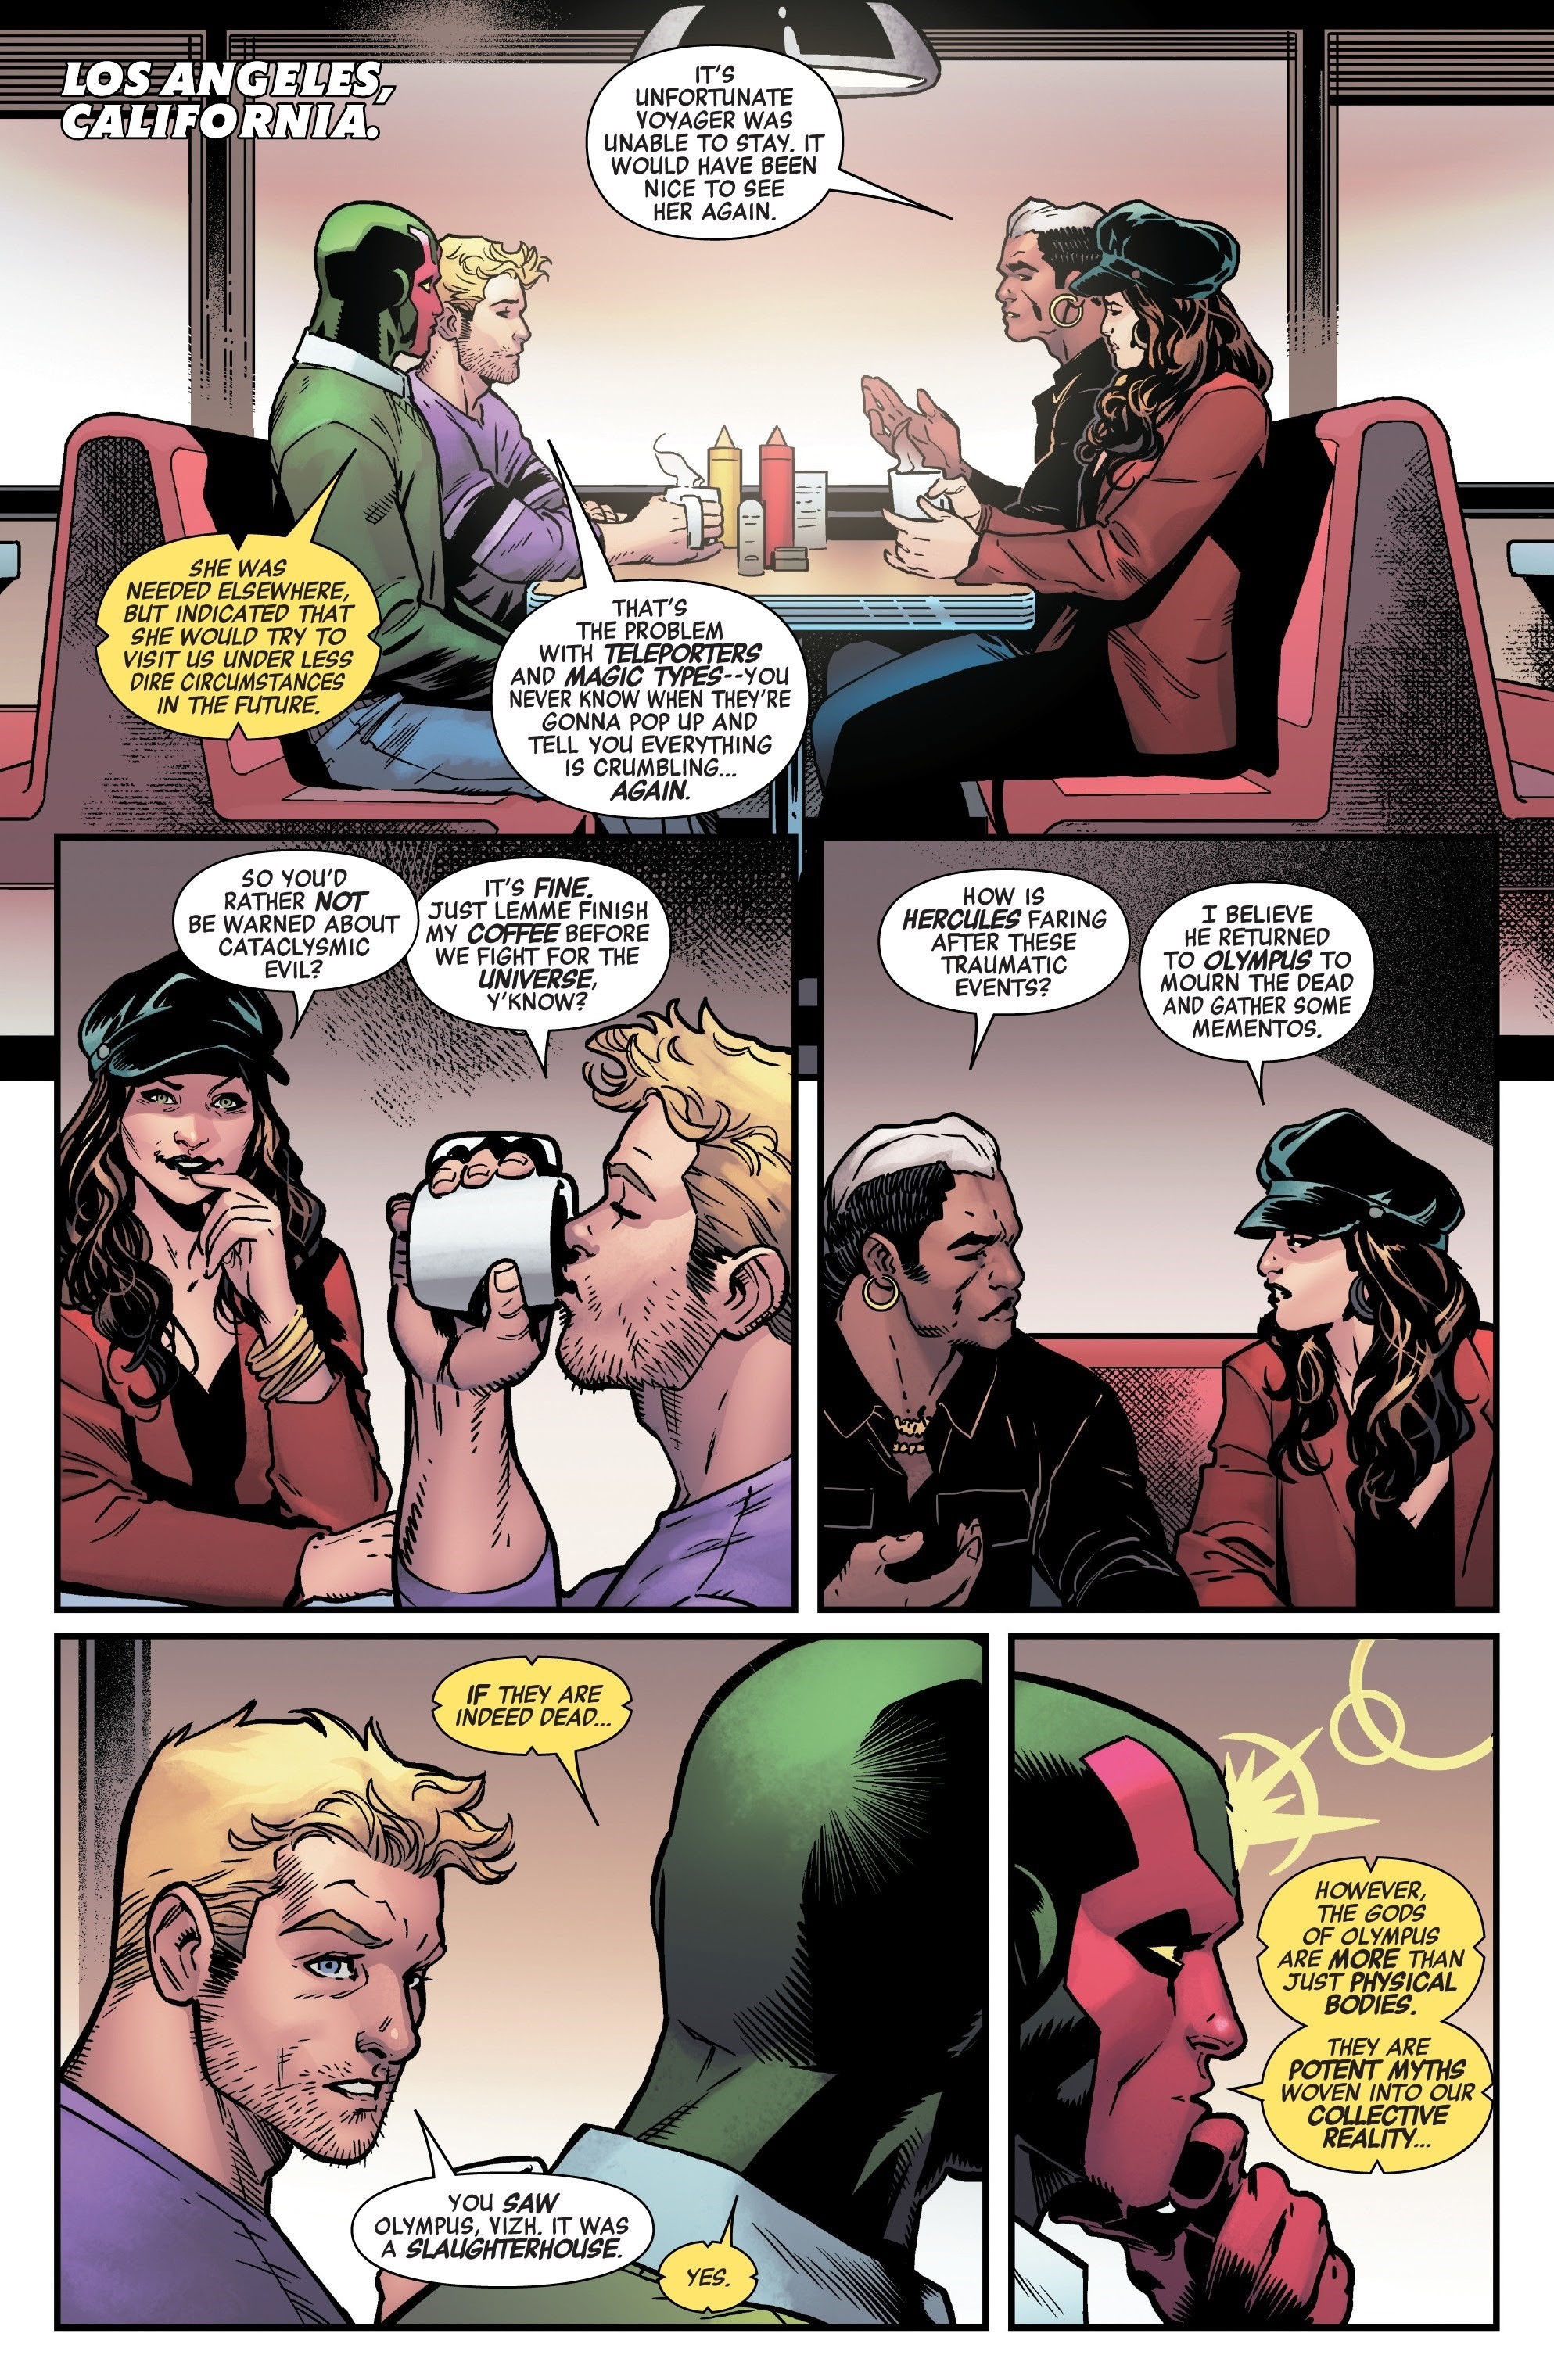 LOS ANGELES,
CALIFORNIA.
IT'S
UNFORTUNATE
VOYAGER WAS
UNABLE TO STAY. IT
WOULD HAVE BEEN
NICE TO SEE
HER AGAIN.
SHE WAS
NEEDED ELSEWHERE,
BUT INDICATED THAT
SHE WOULD TRY TO
VISIT US UNDER LESS
DIRE CIRCUMSTANCES
IN THE FUTURE.
THAT'S
THE PROBLEM
WITH TELEPORTERS
AND MAGIC TYPES--YOU
NEVER KNOW WHEN THEY'RE
GONNA POP UP AND
TELL YOU EVERYTHING
IS CRUMBLING...
AGAIN.
SO YOU'D
RATHER NOT
BE WARNED ABOUT
CATACLYSMIC
EVIL?
IT'S FINE.
JUST LEMME FINISH
MY COFFEE BEFORE
WE FIGHT FOR THE
UNIVERSE,
Y'KNOW?
HOW IS
HERCULES FARING
AFTER THESE
TRAUMATIC
EVENTS?
I BELIEVE
HE RETURNED
TO OLYMPUS TO
MOURN THE DEAD
AND GATHER SOME
MEMENTOS.
IF THEY ARE
INDEED DEAD...
YOU SAW
OLYMPUS, VIZH. IT WAS
A SLAUGHTERHOUSE.
YES.
HOWEVER,
THE GODS
OF OLYMPUS
ARE MORE THAN
JUST PHYSICAL
BODIES.
THEY ARE
POTENT MYTHS
WOVEN INTO OUR
COLLECTIVE
REALITY...